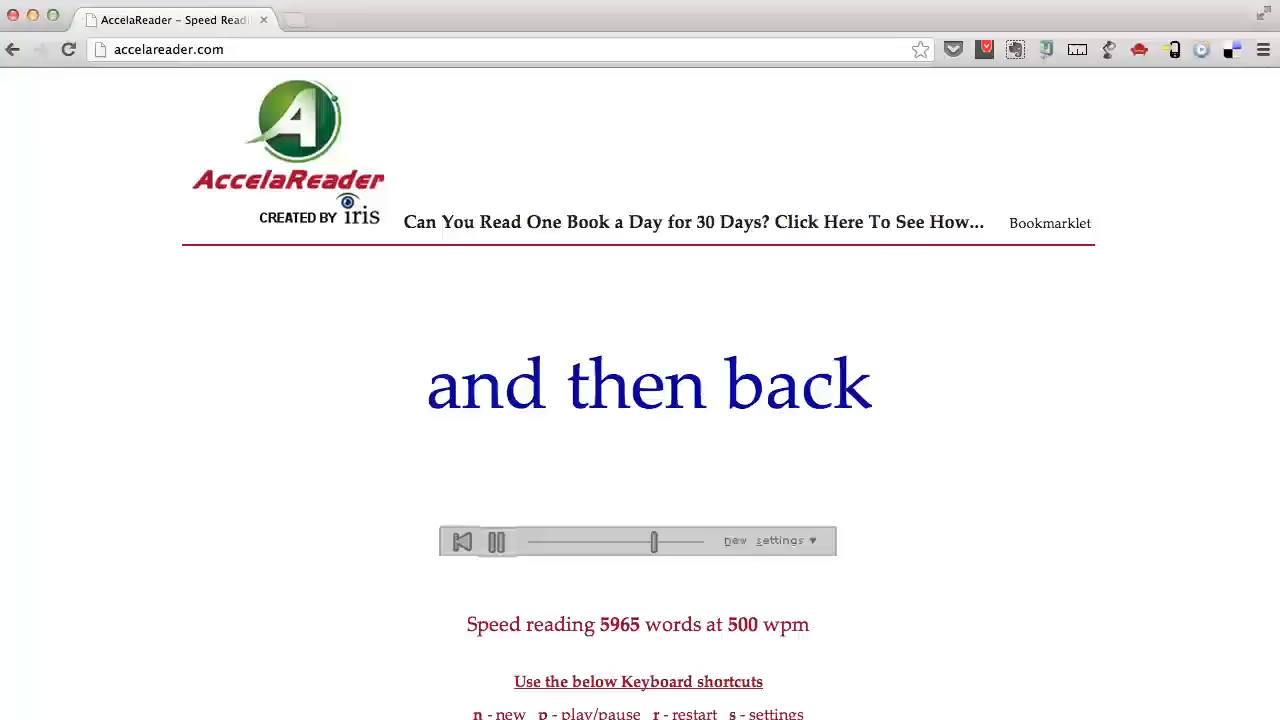 AccelaReader – Speed Readi
accelareader.com
A
AccelaReader
CREATED BY iris
Can You Read One Book a Day for 30 Days? Click Here To See How...
Bookmarklet
and then back
new settings ▾
Speed reading 5965 words at 500 wpm
Use the below Keyboard shortcuts
n - new p - play/pause r - restart s - settings